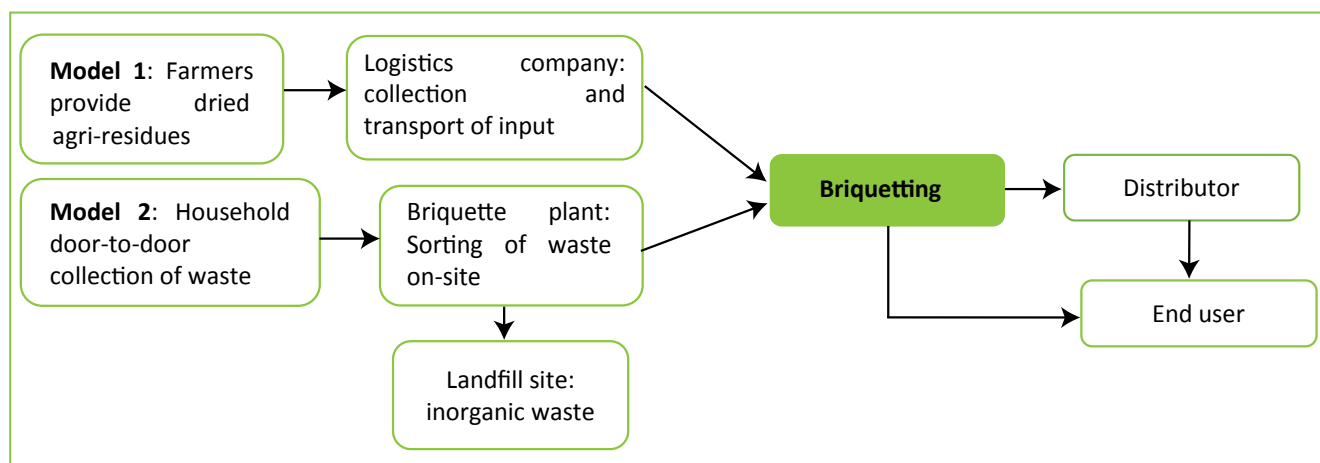 Model 1: Farmers
provide dried
agri-residues
Logistics company:
collection and
transport of input
Model 2: Household
door-to-door
collection of waste
Briquette plant:
Sorting of waste
on-site
Landfill site:
inorganic waste
Briquetting
Distributor
End user